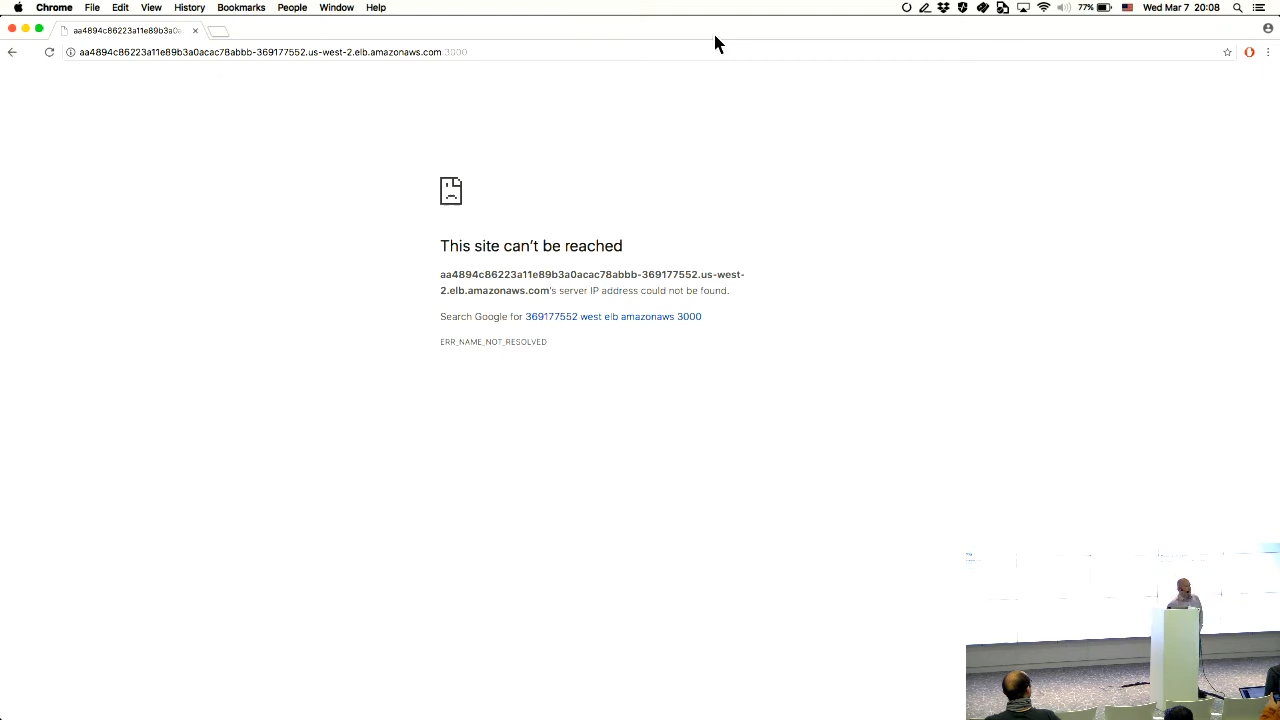 Chrome File Edit View History Bookmarks People Window Help 77% Wed Mar 7 20:08
aa4894c86223a11e89b3a0
aa4894c86223a11e89b3a0acac78abbb-369177552.us-west-2.elb.amazonaws.com:3000
This site can't be reached
aa4894c86223a11e89b3a0acac78abbb-369177552.us-west-
2.elb.amazonaws.com's server IP address could not be found.
Search Google for 369177552 west elb amazonaws 3000
ERR_NAME_NOT_RESOLVED